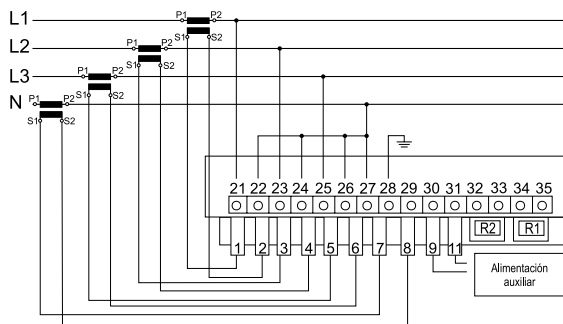 L1 P1 P2
S1 S2
L2 P1 P2
S1 S2
L3 P1 P2
S1 S2
N P1 P2
S1 S2
21 22 23 24 25 26 27 28 29 30 31 32 33 34 35
R2 R1
1 2 3 4 5 6 7 8 9 11
Alimentación
auxiliar